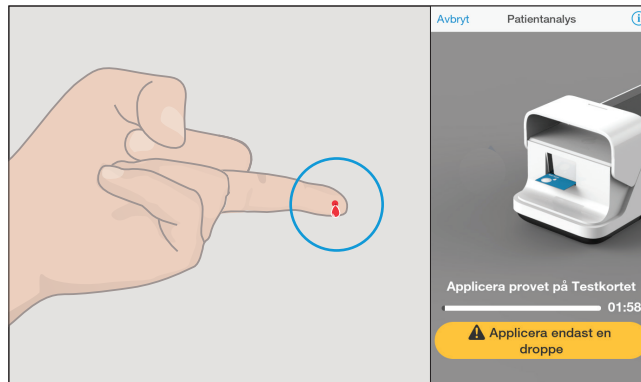 Avbryt Patientanalys
Applicera provet på Testkortet
01:58
Applicera endast en
droppe